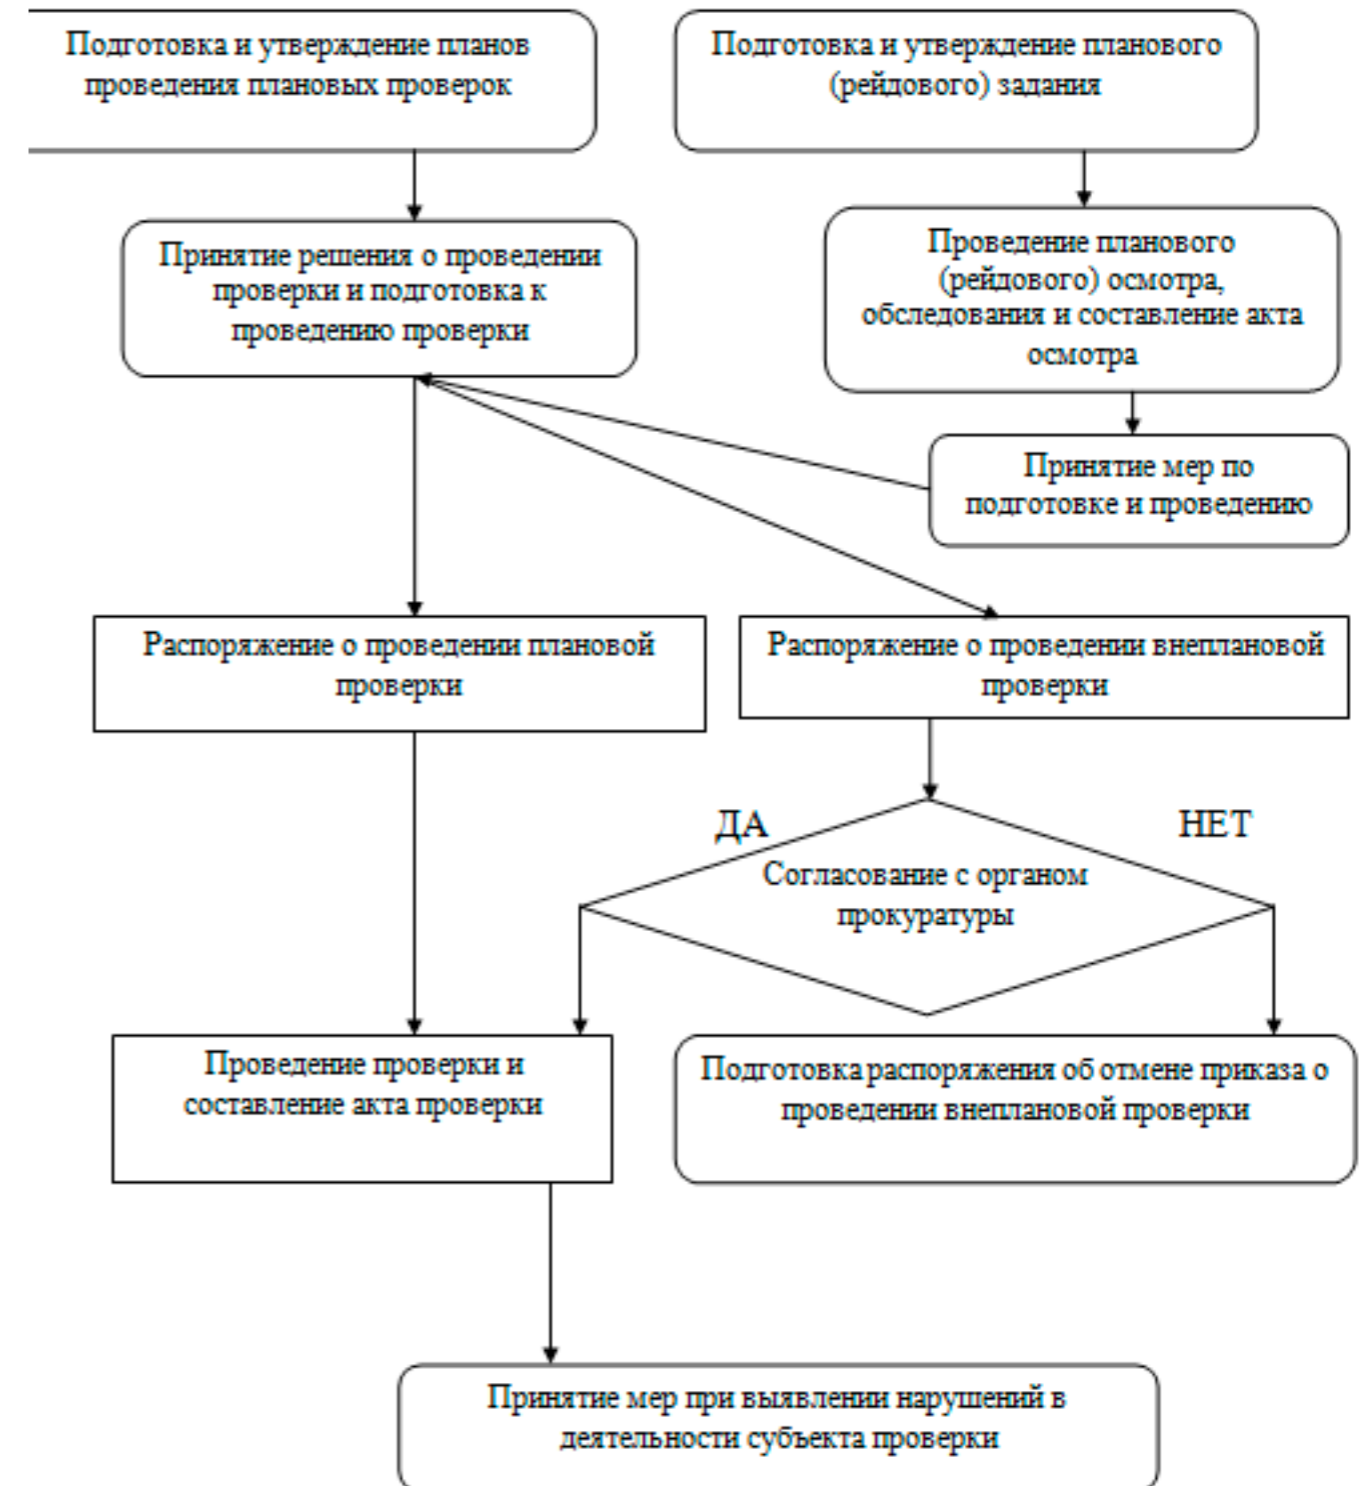 Подготовка и утверждение планов
проведения плановых проверок
Подготовка и утверждение планового
(рейдового) задания
Принятие решения о проведении
проверки и подготовка к
проведению проверки
Проведение планового
(рейдового) осмотра,
обследования и составление акта
осмотра
Принятие мер по
подготовке и проведению
Распоряжение о проведении плановой
проверки
Распоряжение о проведении внеплановой
проверки
ДА
НЕТ
Согласование с органом
прокуратуры
Проведение проверки и
составление акта проверки
Подготовка распоряжения об отмене приказа о
проведении внеплановой проверки
Принятие мер при выявлении нарушений в
деятельности субъекта проверки